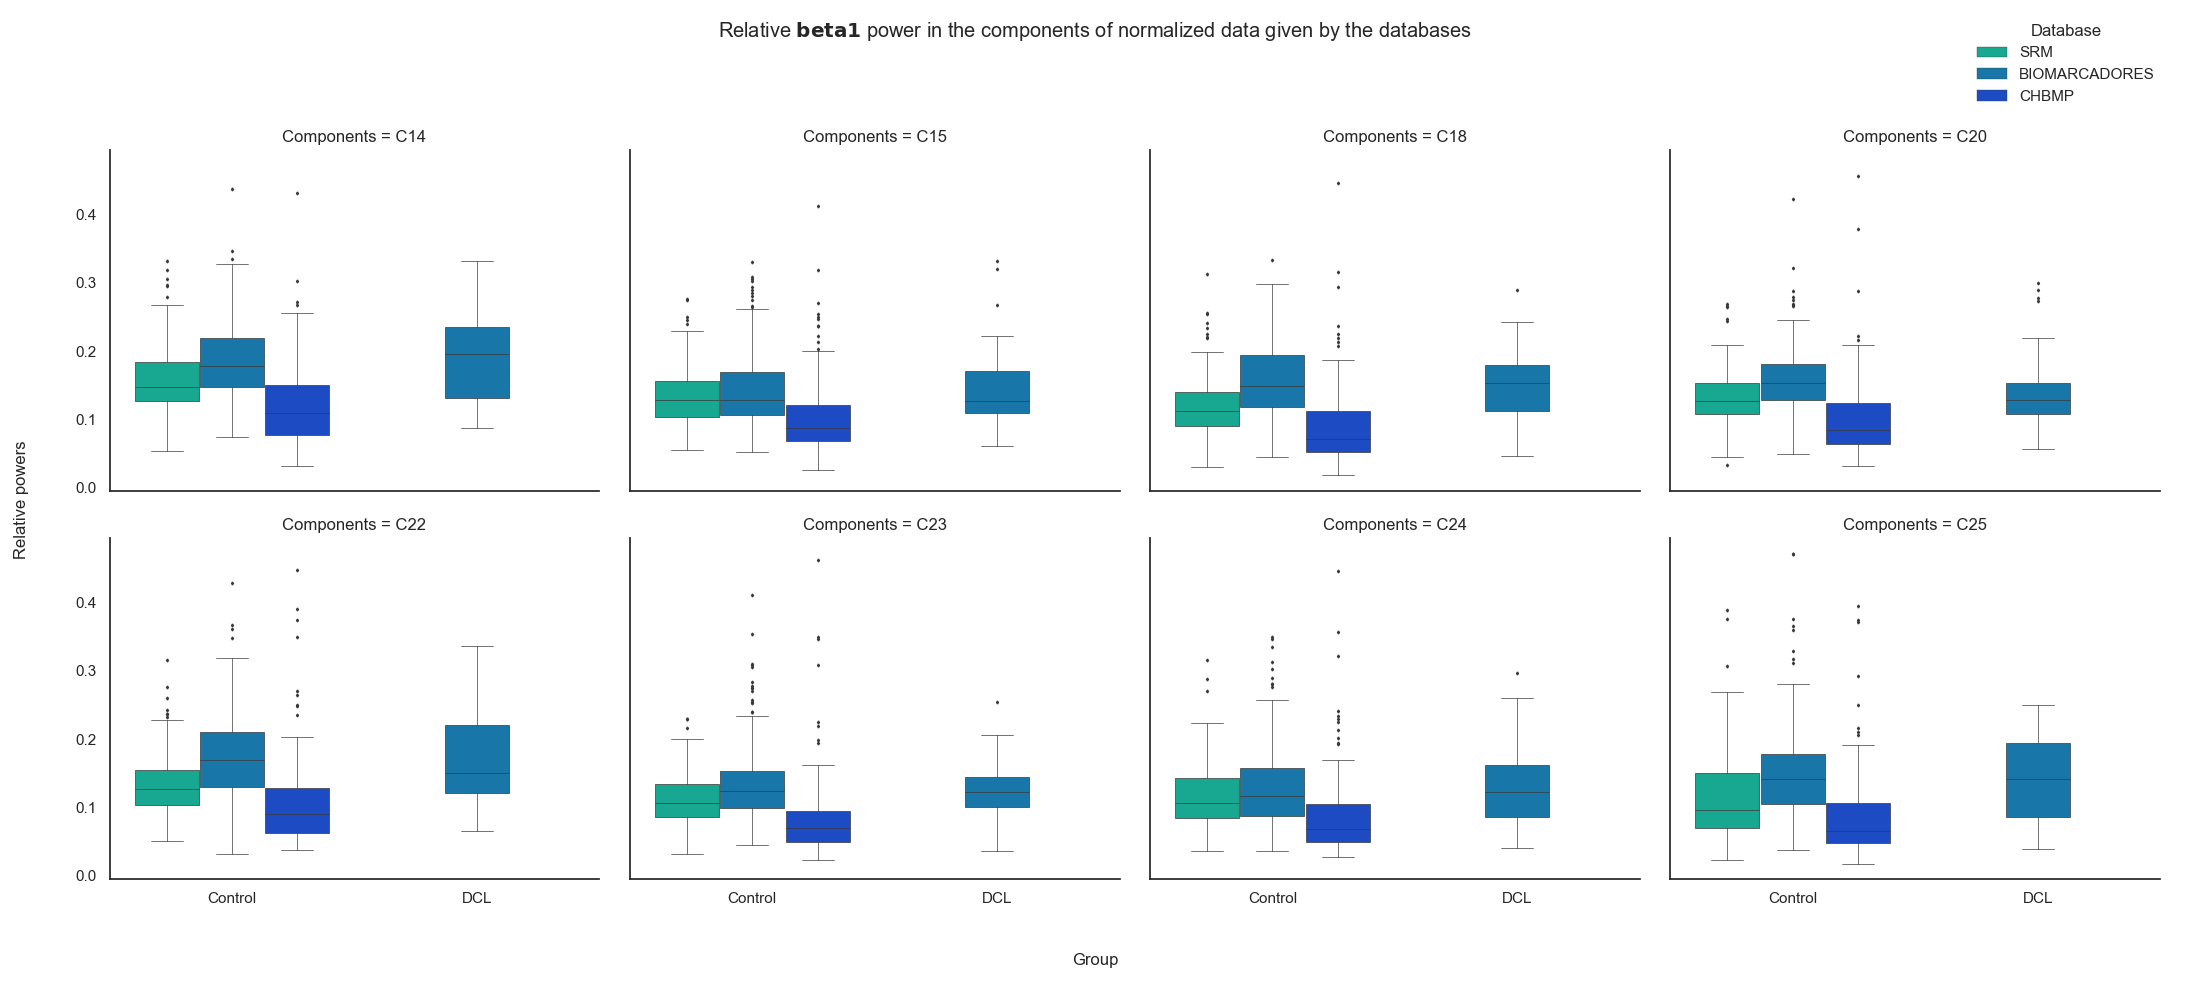 Relative beta1 power in the components of normalized data given by the databases
Database
SRM
BIOMARCADORES
CHBMP
Components = C14
Components = C15
Components = C18
Components = C20
0.4
0.3
0.2
0.1
0.0
Relative powers
Components = C22
Components = C23
Components = C24
Components = C25
0.4
0.3
0.2
0.1
0.0
Control
DCL
Control
DCL
Control
DCL
Control
DCL
Group